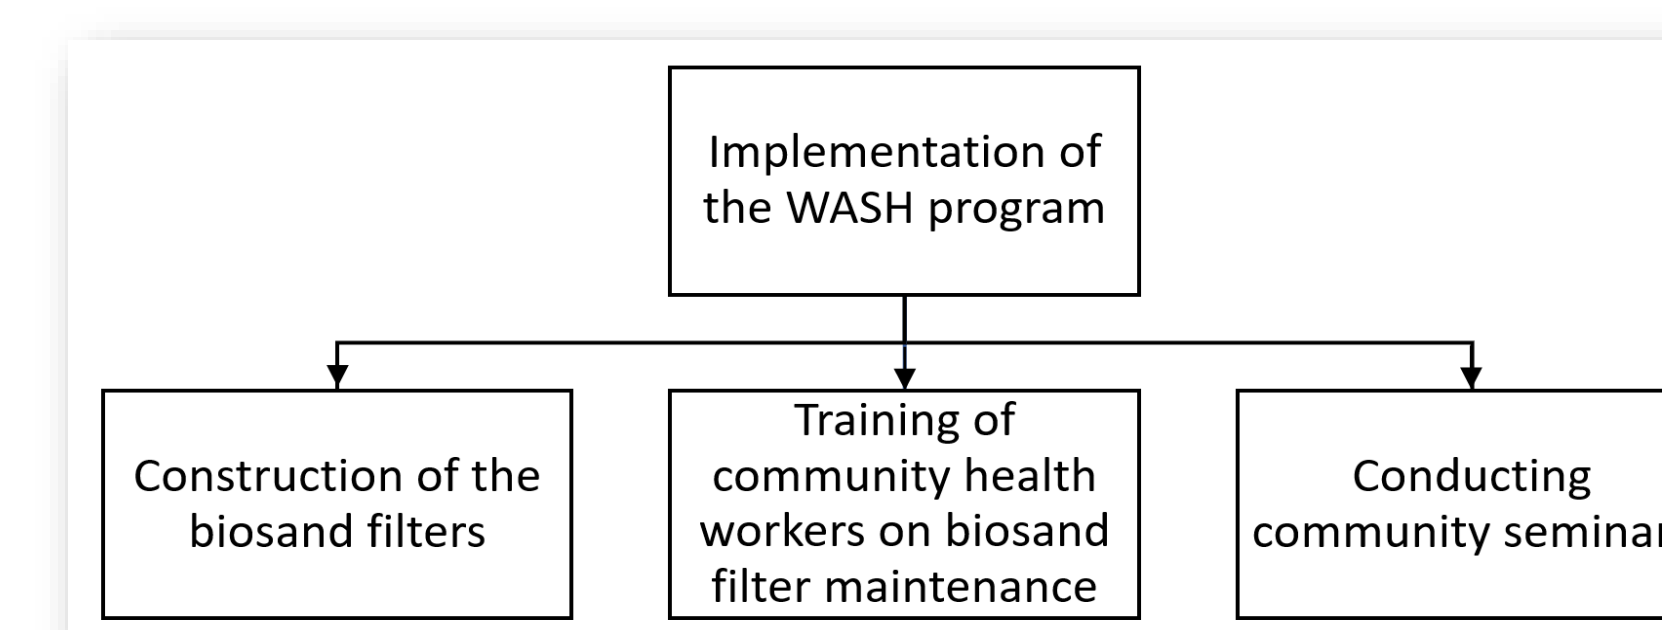 Implementation of
the WASH program
Construction of the
biosand filters
Training of
community health
workers on biosand
filter maintenance
Conducting
community